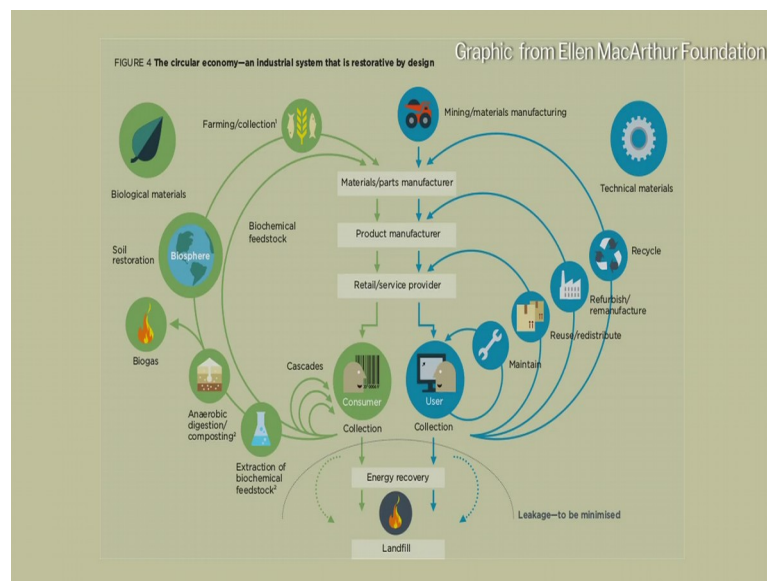 Graphic from Ellen MacArthur Foundation
FIGURE 4 The circular economy—an industrial system that is restorative by design
Farming/collection¹
Mining/materials manufacturing
Biological materials
Technical materials
Materials/parts manufacturer
Biochemical
feedstock
Product manufacturer
Soil
restoration
Biosphere
Recycle
Retail/service provider
Refurbish/
remanufacture
Reuse/redistribute
Biogas
Maintain
Cascades
Consumer
User
Anaerobic
digestion/
composting²
Collection
Collection
Extraction of
biochemical
feedstock²
Energy recovery
Leakage—to be minimised
Landfill